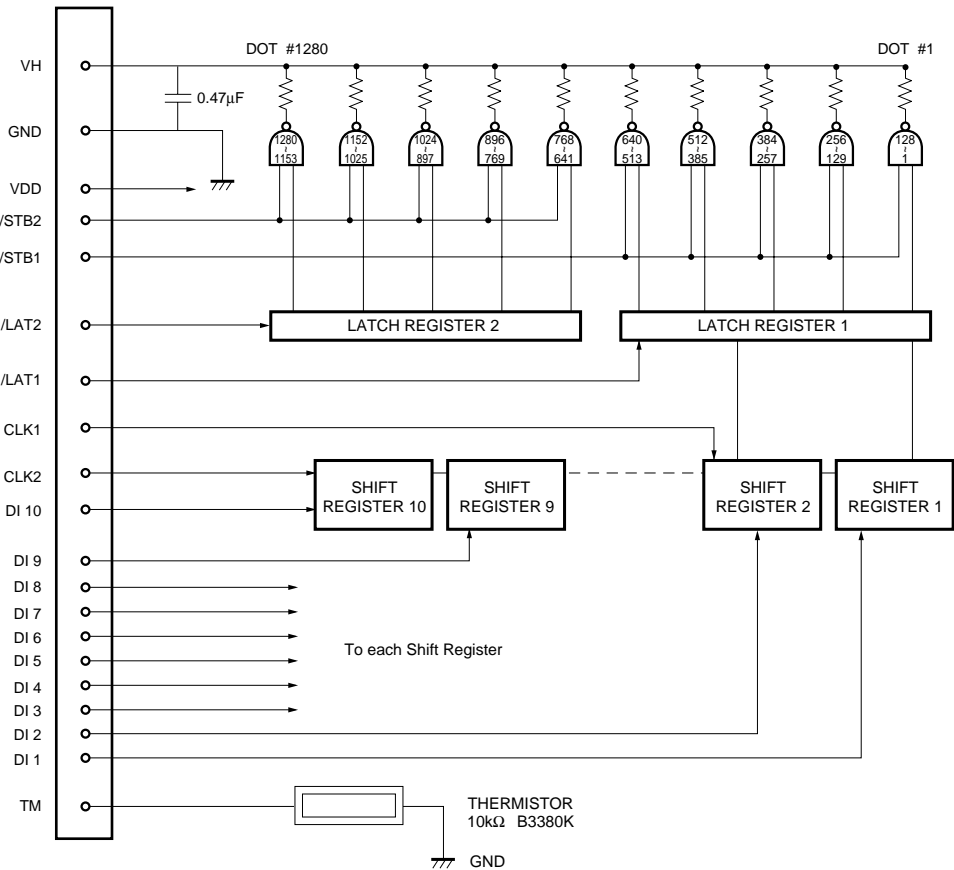 DOT #1280
DOT #1
VH
0.47µF
GND
1280
~
1153
1152
~
1025
1024
~
897
896
~
769
768
~
641
640
~
513
512
~
385
384
~
257
256
~
129
128
~
1
VDD
/STB2
/STB1
/LAT2
LATCH REGISTER 2
LATCH REGISTER 1
/LAT1
CLK1
CLK2
SHIFT
REGISTER 10
SHIFT
REGISTER 9
SHIFT
REGISTER 2
SHIFT
REGISTER 1
DI 10
DI 9
DI 8
DI 7
DI 6
To each Shift Register
DI 5
DI 4
DI 3
DI 2
DI 1
TM
THERMISTOR
10kΩ B3380K
GND